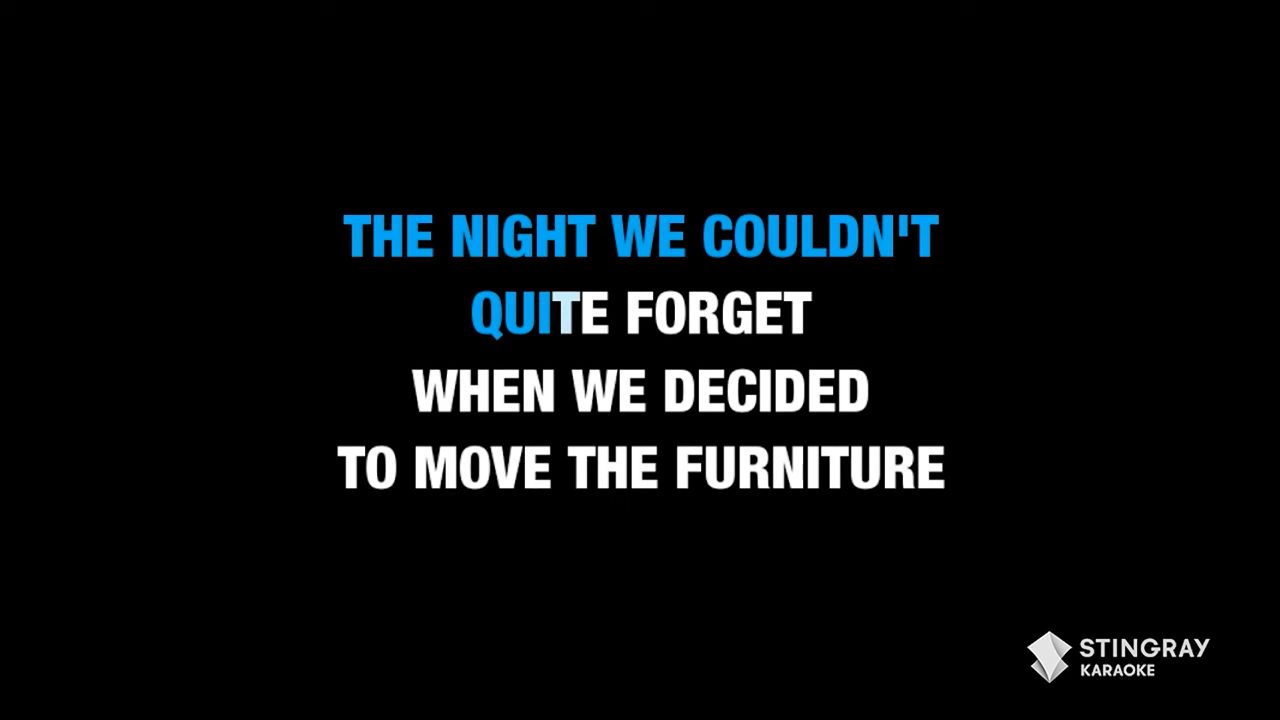 THE NIGHT WE COULDN'T
QUITE FORGET
WHEN WE DECIDED
TO MOVE THE FURNITURE
STINGRAY
KARAOKE